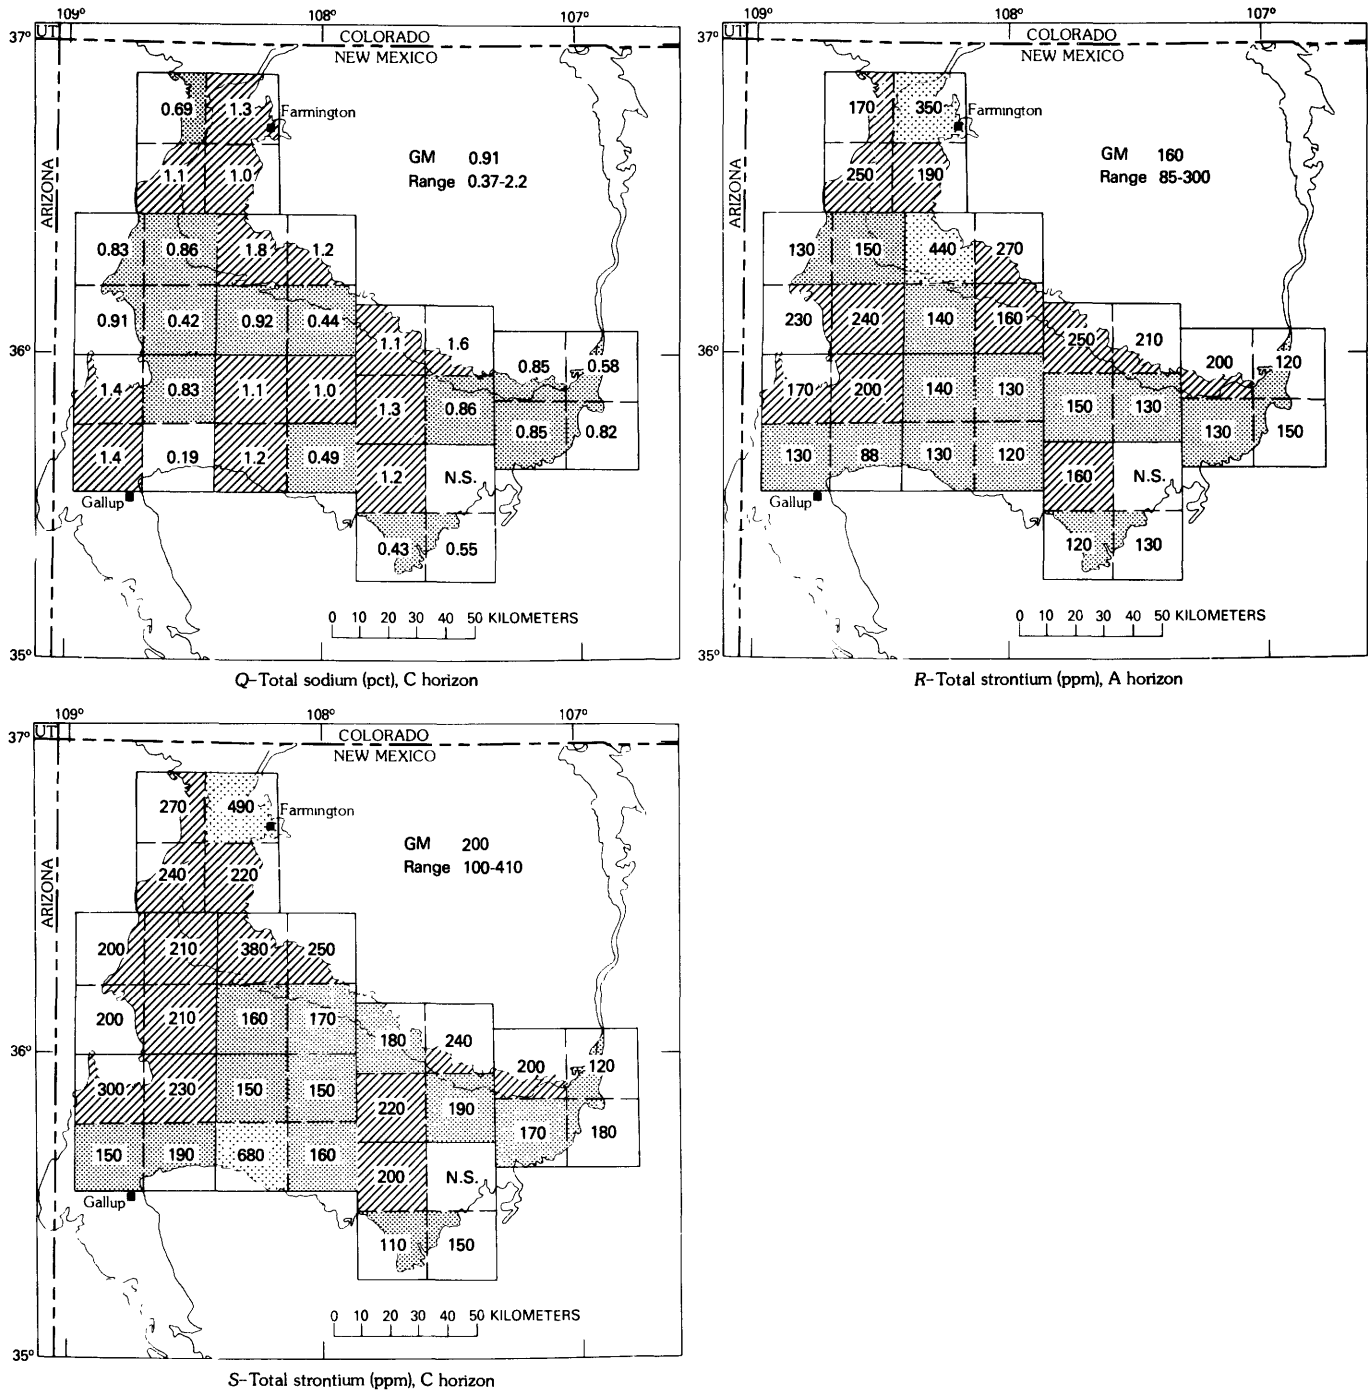 109° 108° 107°
37° UT COLORADO
NEW MEXICO
0.69 1.3 Farmington
GM 0.91
Range 0.37-2.2
ARIZONA
1.1 1.0
0.83 0.86 1.8 1.2
0.91 0.42 0.92 0.44 1.1 1.6
36°
0.85 0.58
1.4 0.83 1.1 1.0 1.3 0.86
0.85 0.82
1.4 0.19 1.2 0.49 1.2 N.S.
Gallup
0.43 0.55
0 10 20 30 40 50 KILOMETERS
35°
Q-Total sodium (pct), C horizon
109° 108° 107°
37° UT COLORADO
NEW MEXICO
170 350 Farmington
GM 160
Range 85-300
ARIZONA
250 190
130 150 440 270
230 240 140 160 250 210
36°
200 120
170 200 140 130 150 130
130 150
130 88 130 120 160 N.S.
Gallup
120 130
0 10 20 30 40 50 KILOMETERS
35°
R-Total strontium (ppm), A horizon
109° 108° 107°
37° UT COLORADO
NEW MEXICO
270 490 Farmington
GM 200
Range 100-410
ARIZONA
240 220
200 210 380 250
200 210 160 170 180 240
36°
200 120
300 230 150 150 220 190
170 180
150 190 680 160 200 N.S.
Gallup
110 150
0 10 20 30 40 50 KILOMETERS
35°
S-Total strontium (ppm), C horizon